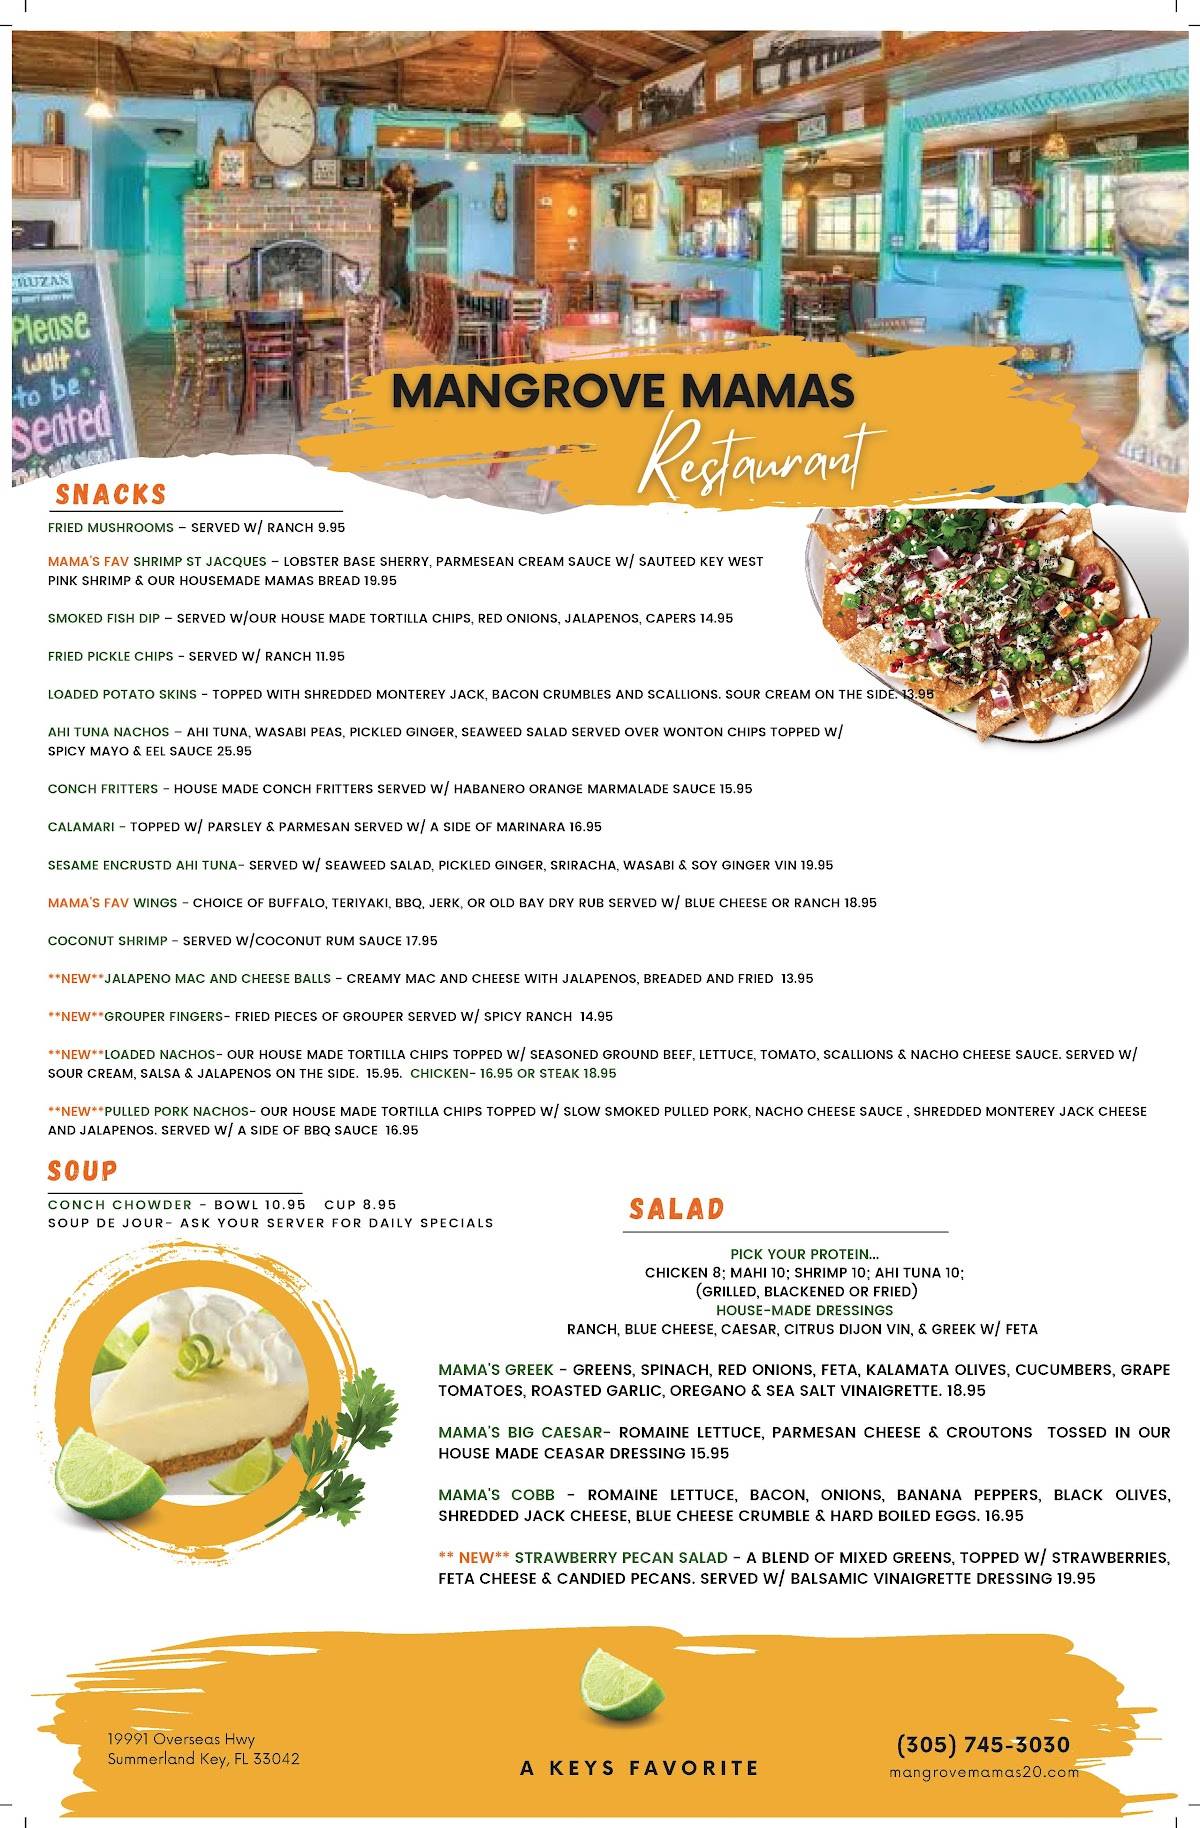 CRUZAN
Please
wait
to be
Seated
MANGROVE MAMAS
Restaurant
SNACKS
FRIED MUSHROOMS – SERVED W/ RANCH 9.95
MAMA'S FAV SHRIMP ST JACQUES – LOBSTER BASE SHERRY, PARMESEAN CREAM SAUCE W/ SAUTEED KEY WEST
PINK SHRIMP & OUR HOUSEMADE MAMAS BREAD 19.95
SMOKED FISH DIP – SERVED W/OUR HOUSE MADE TORTILLA CHIPS, RED ONIONS, JALAPENOS, CAPERS 14.95
FRIED PICKLE CHIPS - SERVED W/ RANCH 11.95
LOADED POTATO SKINS - TOPPED WITH SHREDDED MONTEREY JACK, BACON CRUMBLES AND SCALLIONS. SOUR CREAM ON THE SIDE. 13.95
AHI TUNA NACHOS – AHI TUNA, WASABI PEAS, PICKLED GINGER, SEAWEED SALAD SERVED OVER WONTON CHIPS TOPPED W/
SPICY MAYO & EEL SAUCE 25.95
CONCH FRITTERS - HOUSE MADE CONCH FRITTERS SERVED W/ HABANERO ORANGE MARMALADE SAUCE 15.95
CALAMARI - TOPPED W/ PARSLEY & PARMESAN SERVED W/ A SIDE OF MARINARA 16.95
SESAME ENCRUSTD AHI TUNA- SERVED W/ SEAWEED SALAD, PICKLED GINGER, SRIRACHA, WASABI & SOY GINGER VIN 19.95
MAMA'S FAV WINGS - CHOICE OF BUFFALO, TERIYAKI, BBQ, JERK, OR OLD BAY DRY RUB SERVED W/ BLUE CHEESE OR RANCH 18.95
COCONUT SHRIMP - SERVED W/COCONUT RUM SAUCE 17.95
**NEW**JALAPENO MAC AND CHEESE BALLS - CREAMY MAC AND CHEESE WITH JALAPENOS, BREADED AND FRIED 13.95
**NEW**GROUPER FINGERS- FRIED PIECES OF GROUPER SERVED W/ SPICY RANCH 14.95
**NEW**LOADED NACHOS- OUR HOUSE MADE TORTILLA CHIPS TOPPED W/ SEASONED GROUND BEEF, LETTUCE, TOMATO, SCALLIONS & NACHO CHEESE SAUCE. SERVED W/
SOUR CREAM, SALSA & JALAPENOS ON THE SIDE. 15.95. CHICKEN- 16.95 OR STEAK 18.95
**NEW**PULLED PORK NACHOS- OUR HOUSE MADE TORTILLA CHIPS TOPPED W/ SLOW SMOKED PULLED PORK, NACHO CHEESE SAUCE , SHREDDED MONTEREY JACK CHEESE
AND JALAPENOS. SERVED W/ A SIDE OF BBQ SAUCE 16.95
SOUP
CONCH CHOWDER - BOWL 10.95 CUP 8.95
SOUP DE JOUR- ASK YOUR SERVER FOR DAILY SPECIALS
SALAD
PICK YOUR PROTEIN...
CHICKEN 8; MAHI 10; SHRIMP 10; AHI TUNA 10;
(GRILLED, BLACKENED OR FRIED)
HOUSE-MADE DRESSINGS
RANCH, BLUE CHEESE, CAESAR, CITRUS DIJON VIN, & GREEK W/ FETA
MAMA'S GREEK - GREENS, SPINACH, RED ONIONS, FETA, KALAMATA OLIVES, CUCUMBERS, GRAPE
TOMATOES, ROASTED GARLIC, OREGANO & SEA SALT VINAIGRETTE. 18.95
MAMA'S BIG CAESAR- ROMAINE LETTUCE, PARMESAN CHEESE & CROUTONS TOSSED IN OUR
HOUSE MADE CEASAR DRESSING 15.95
MAMA'S COBB - ROMAINE LETTUCE, BACON, ONIONS, BANANA PEPPERS, BLACK OLIVES,
SHREDDED JACK CHEESE, BLUE CHEESE CRUMBLE & HARD BOILED EGGS. 16.95
** NEW** STRAWBERRY PECAN SALAD - A BLEND OF MIXED GREENS, TOPPED W/ STRAWBERRIES,
FETA CHEESE & CANDIED PECANS. SERVED W/ BALSAMIC VINAIGRETTE DRESSING 19.95
19991 Overseas Hwy
Summerland Key, FL 33042
A KEYS FAVORITE
(305) 745-3030
mangrovemamas20.com